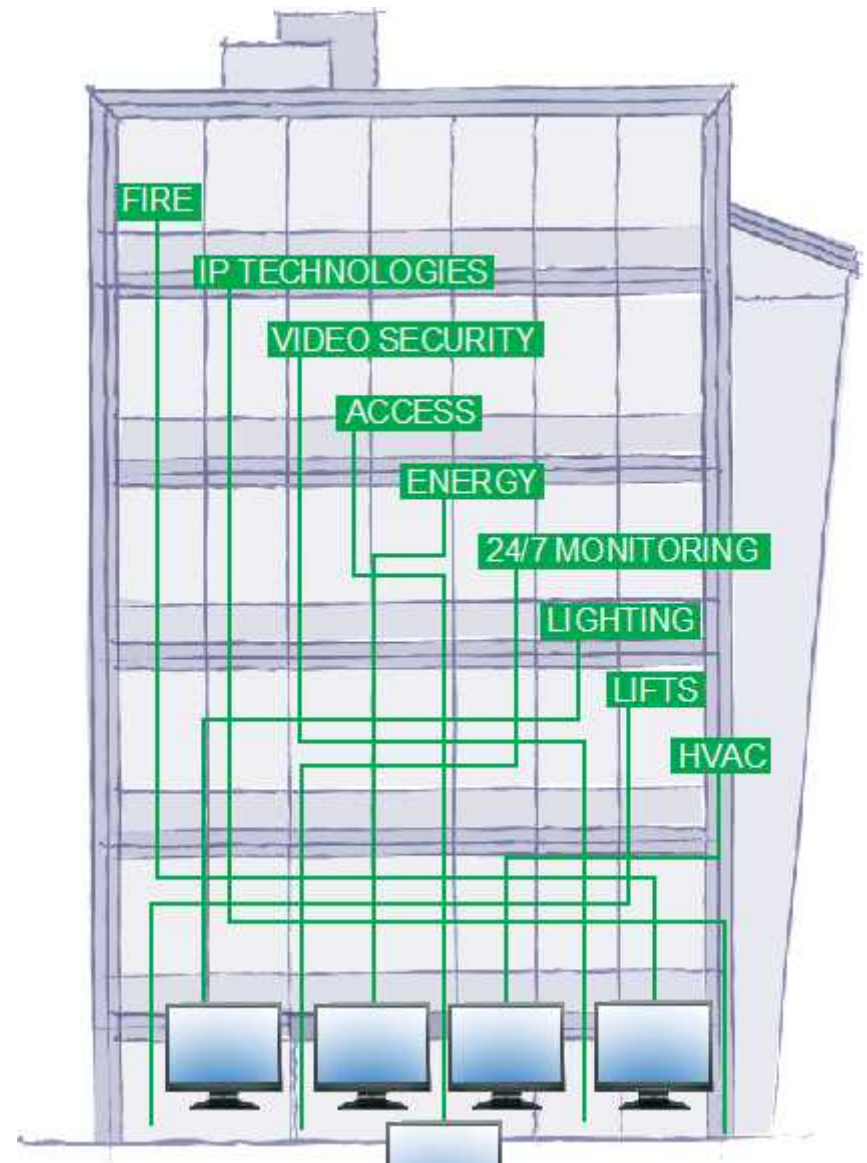 FIRE
IP TECHNOLOGIES
VIDEO SECURITY
ACCESS
ENERGY
24/7 MONITORING
LIGHTING
LIFTS
HVAC